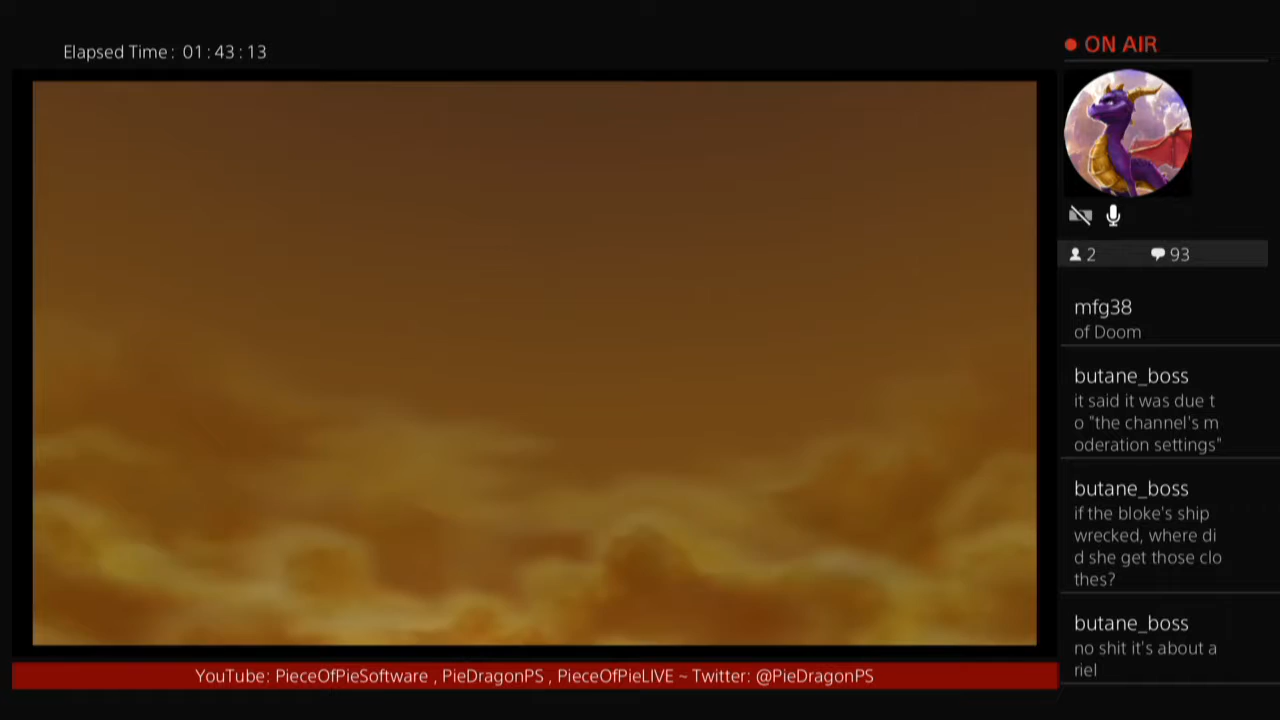 Elapsed Time: 01:43:13
ON AIR
2 93
mfg38
of Doom
butane_boss
it said it was due t
o "the channel's m
oderation settings"
butane_boss
if the bloke's ship
wrecked, where di
d she get those clo
thes?
butane_boss
no shit it's about a
riel
YouTube: PieceOfPieSoftware , PieDragonPS , PieceOfPieLIVE ~ Twitter: @PieDragonPS